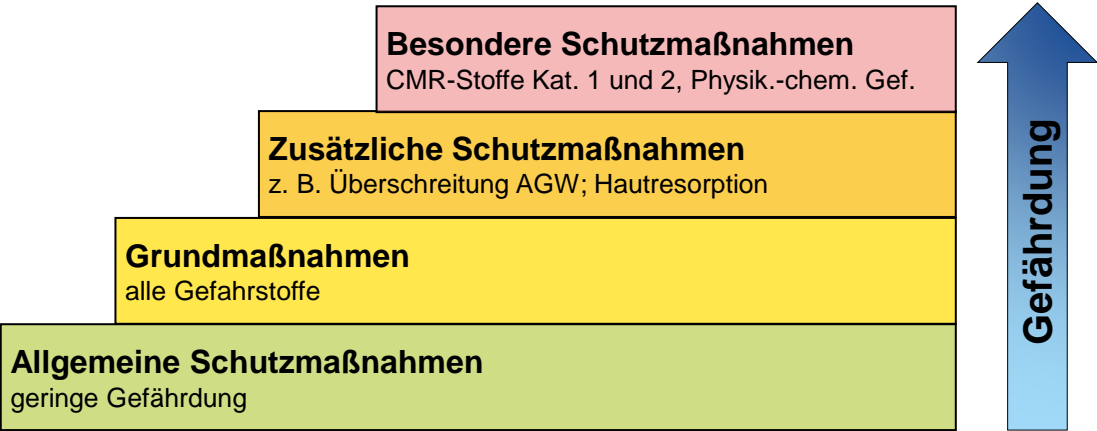 Besondere Schutzmaßnahmen
CMR-Stoffe Kat. 1 und 2, Physik.-chem. Gef.
Zusätzliche Schutzmaßnahmen
z. B. Überschreitung AGW; Hautresorption
Grundmaßnahmen
alle Gefahrstoffe
Allgemeine Schutzmaßnahmen
geringe Gefährdung
Gefährdung